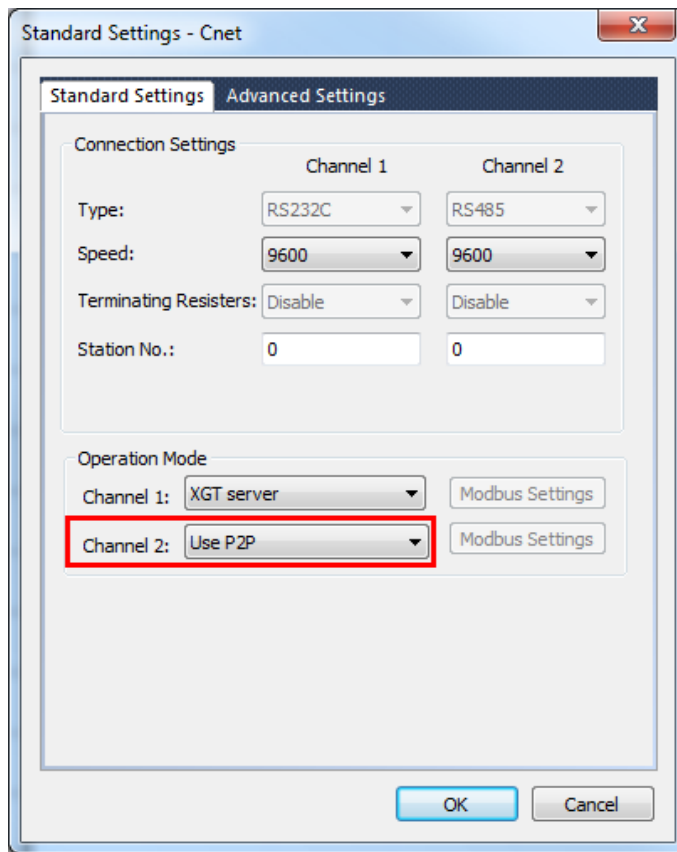 Standard Settings - Cnet
Standard Settings Advanced Settings
Connection Settings
Channel 1 Channel 2
Type: RS232C RS485
Speed: 9600 9600
Terminating Resisters: Disable Disable
Station No.: 0 0
Operation Mode
Channel 1: XGT server Modbus Settings
Channel 2: Use P2P Modbus Settings
OK Cancel